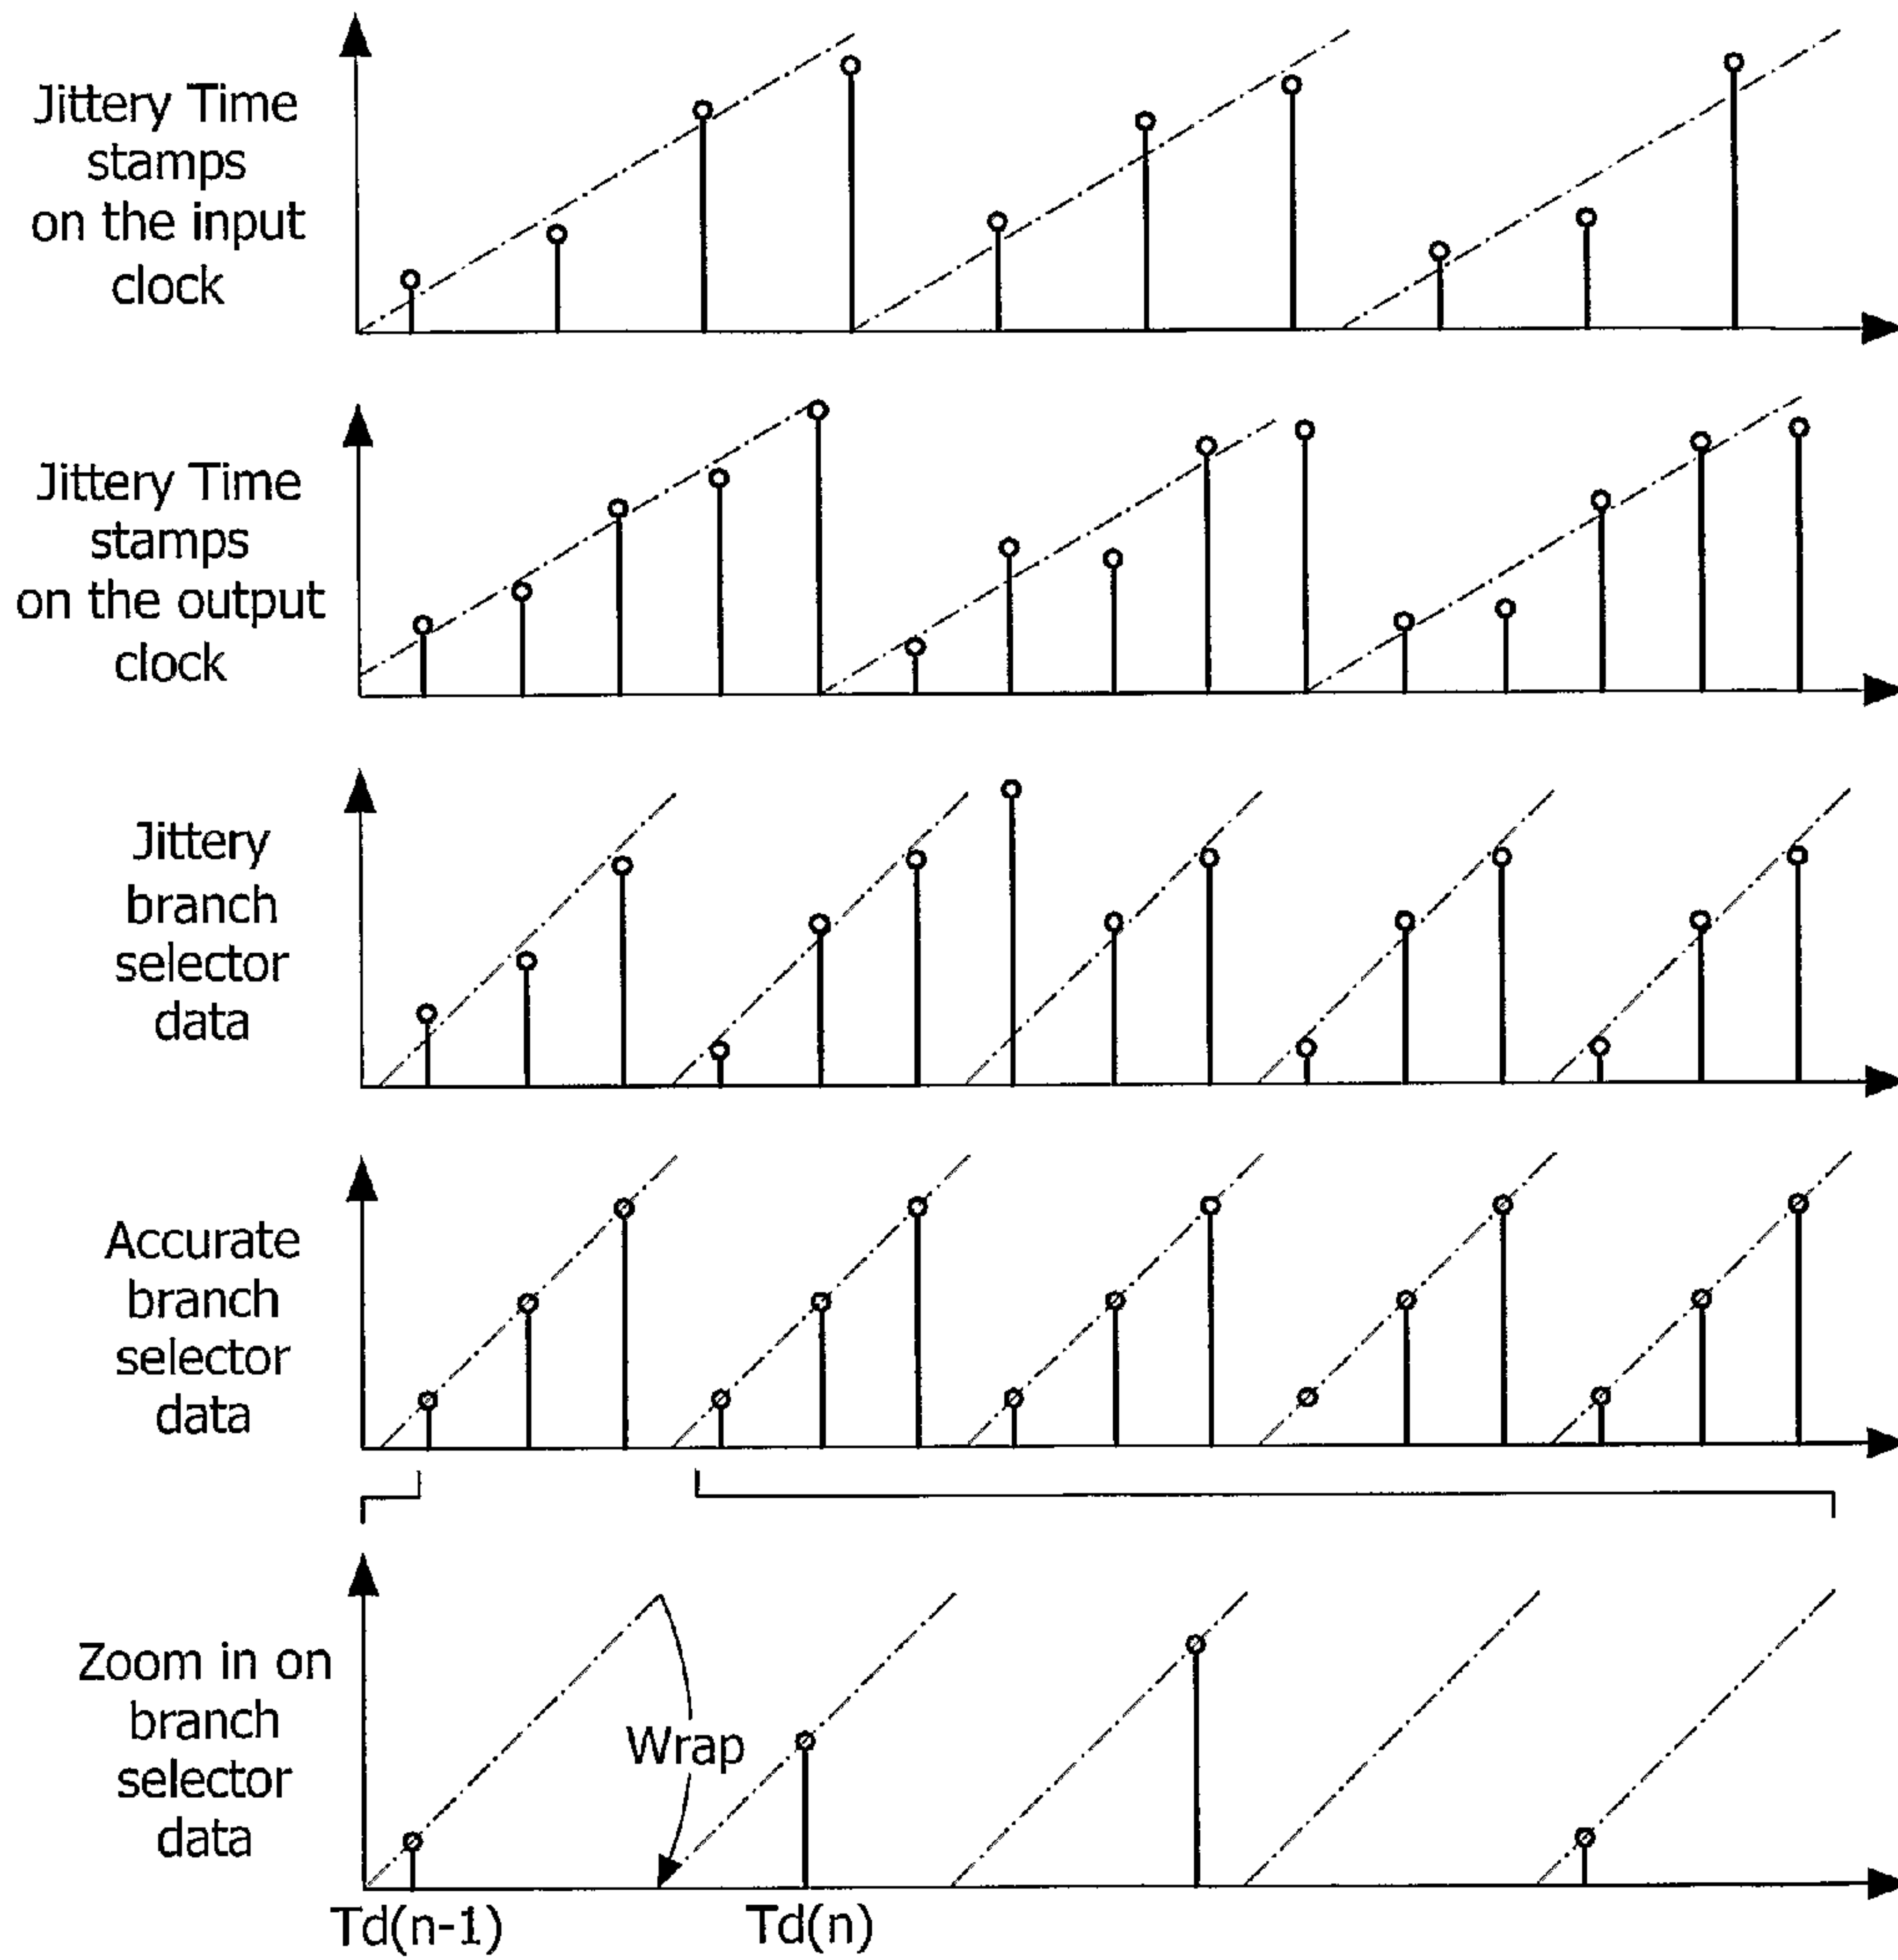 Jittery Time
stamps
on the input
clock
Jittery Time
stamps
on the output
clock
Jittery
branch
selector
data
Accurate
branch
selector
data
Zoom in on
branch
selector
data
Wrap
Td(n-1)
Td(n)